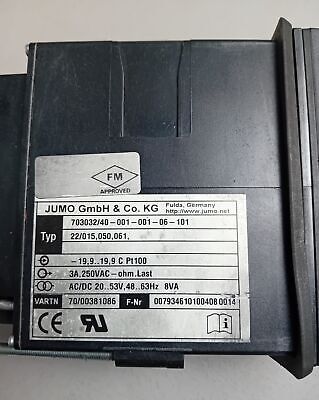 FM
APPROVED
JUMO GmbH & Co. KG Fulda, Germany
http://www.jumo.net
703032/40-001-001-06-101
Typ 22/015,050,061,
-19,9..19,9 C Pt100
3A,250VAC-ohm.Last
AC/DC 20..53V,48..63Hz 8VA
VARTN 70/00381086 F-Nr 0079346101004080014
CE RU i